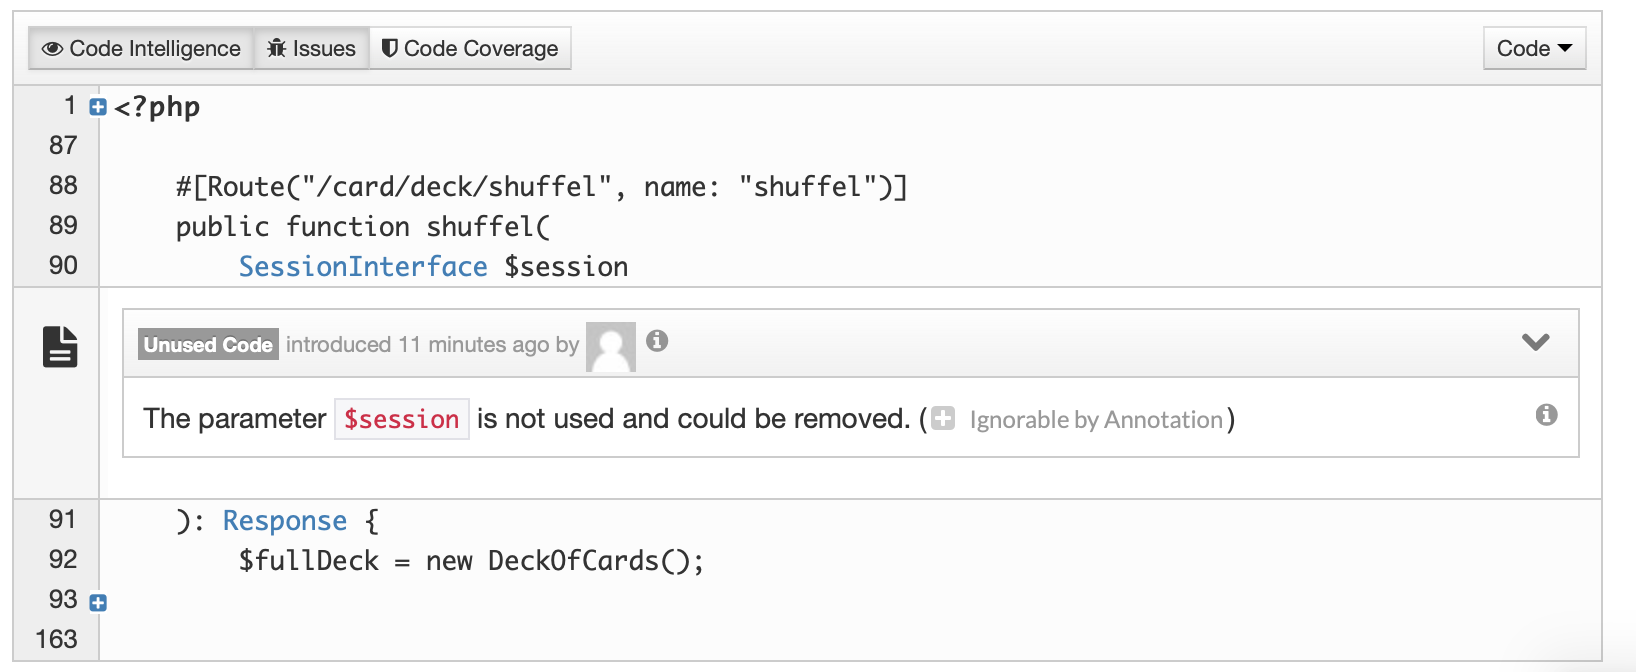 Code Intelligence Issues Code Coverage Code
1 <?php
87
88 #[Route("/card/deck/shuffel", name: "shuffel")]
89 public function shuffel(
90 SessionInterface $session
Unused Code introduced 11 minutes ago by
The parameter $session is not used and could be removed. ( Ignorable by Annotation )
91 ): Response {
92 $fullDeck = new DeckOfCards();
93
163